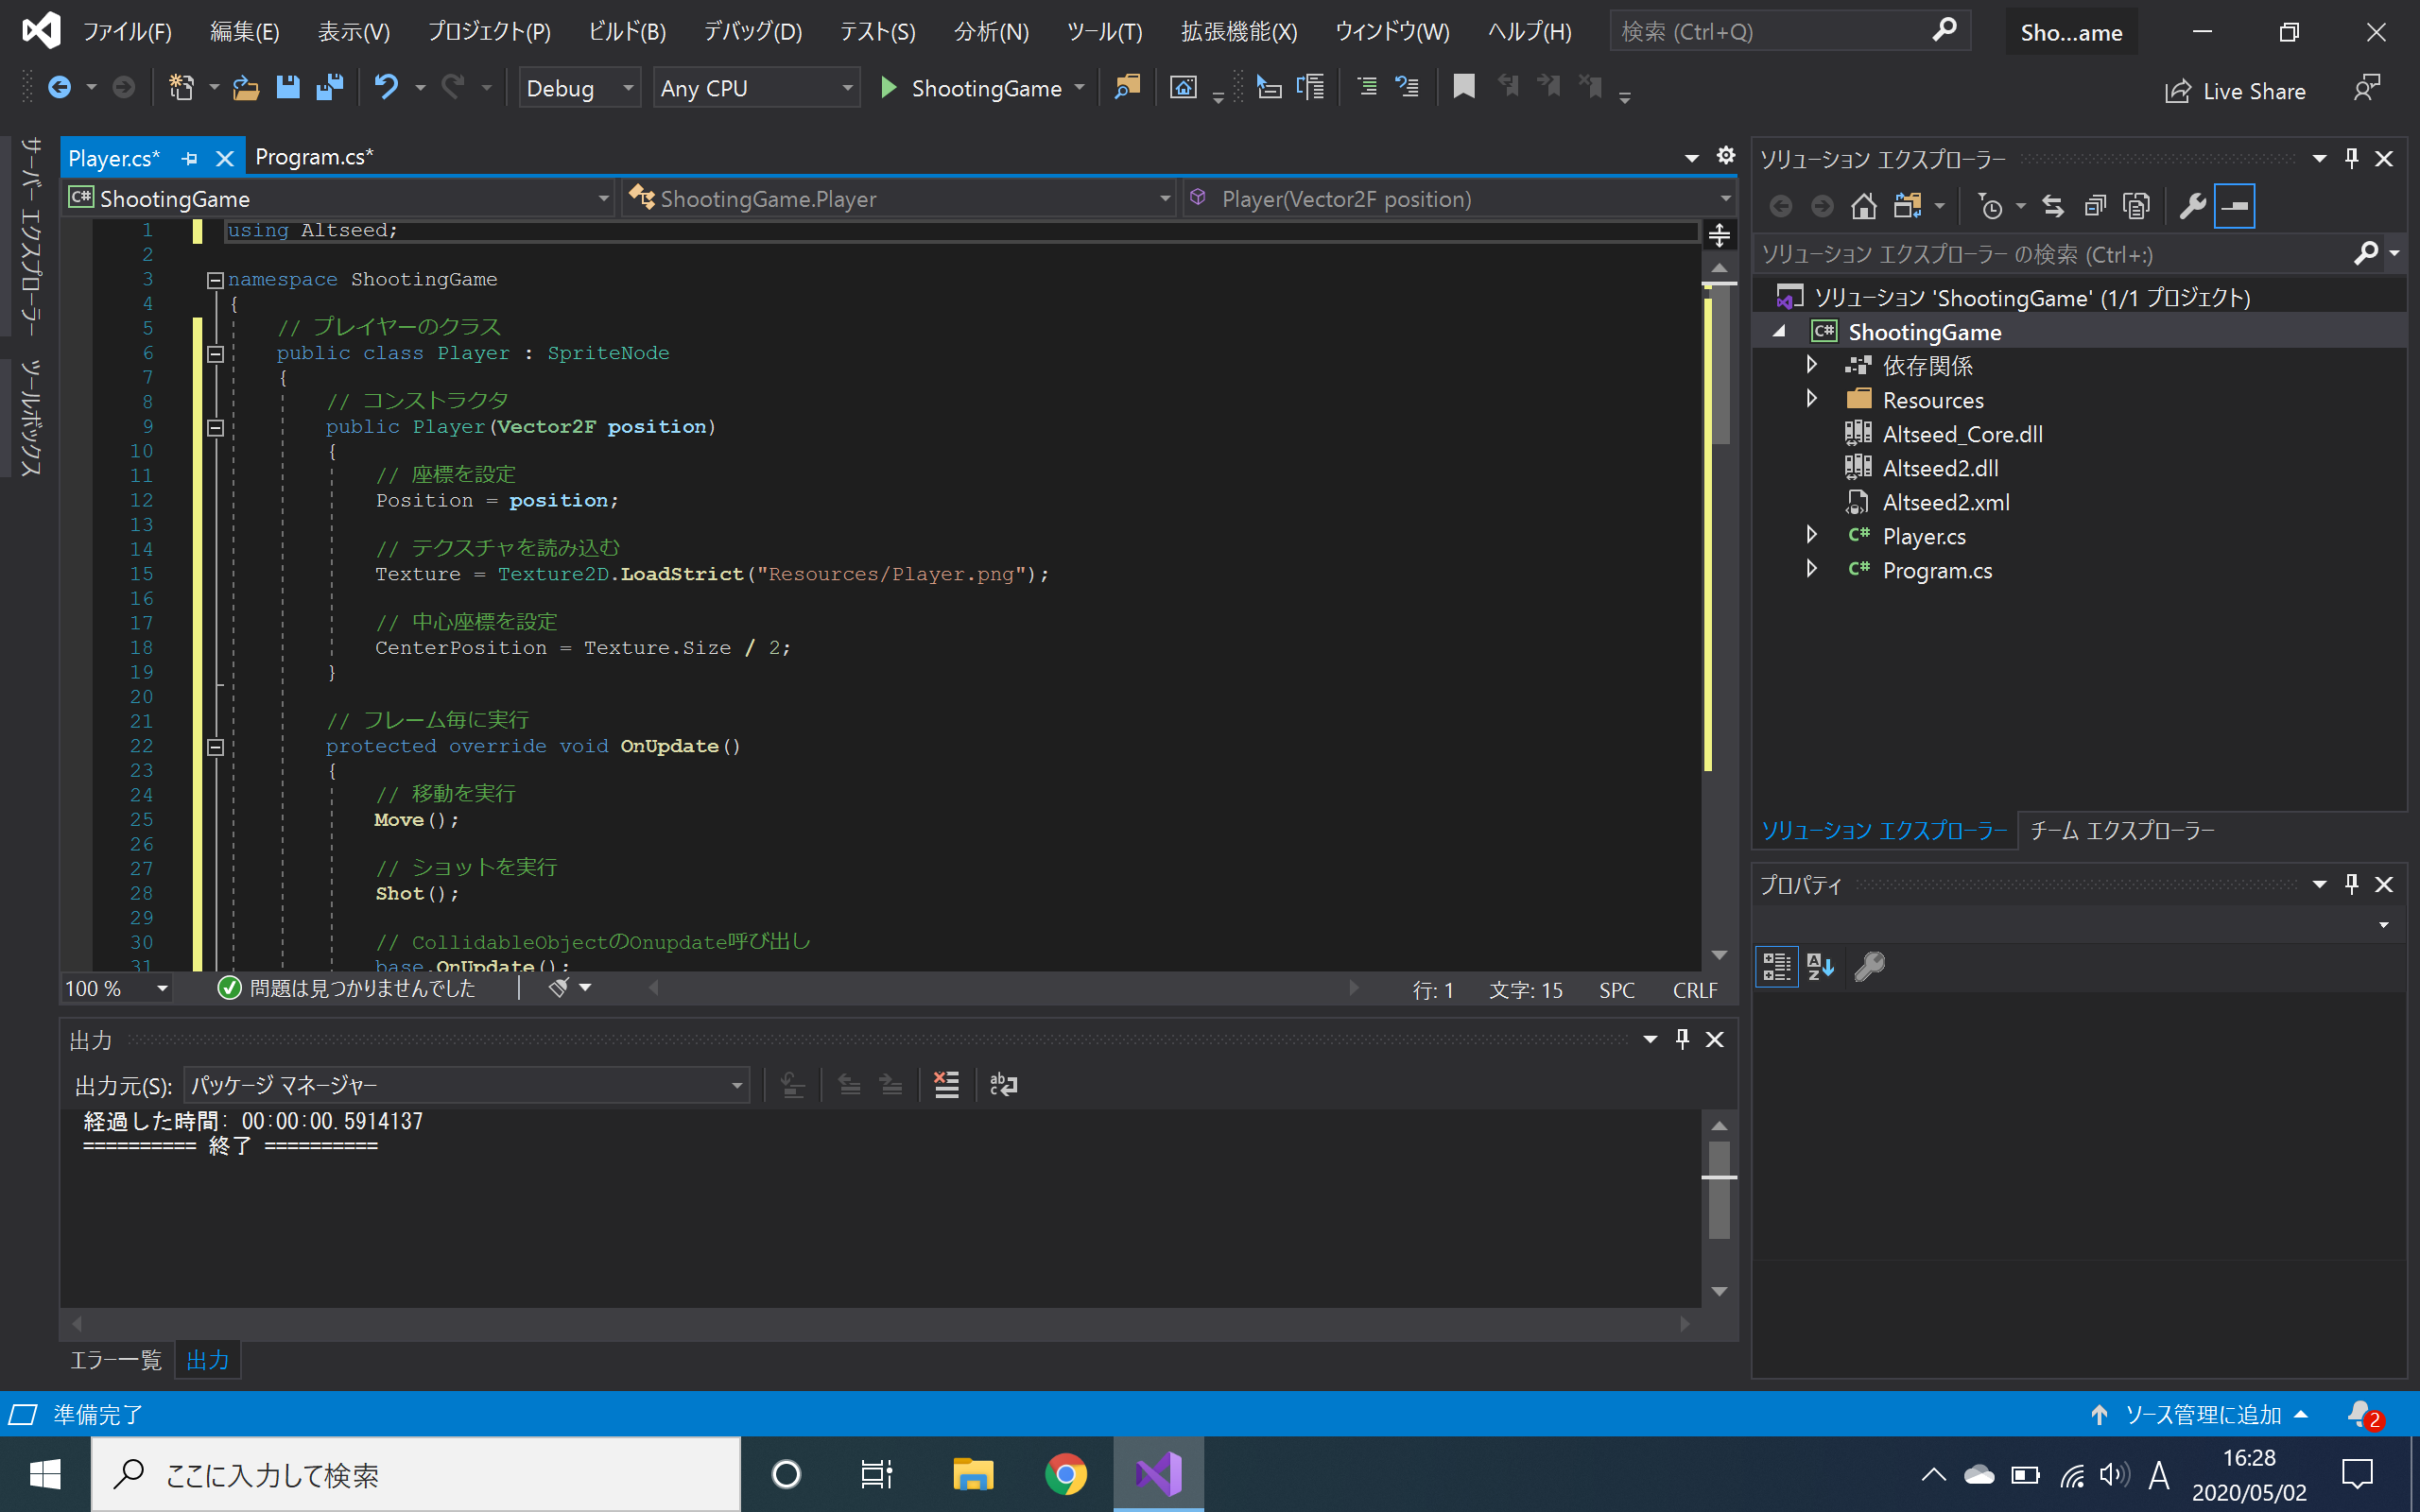 ファイル(F) 編集(E) 表示(V) プロジェクト(P) ビルド(B) デバッグ(D) テスト(S) 分析(N) ツール(T) 拡張機能(X) ウィンドウ(W) ヘルプ(H) 検索 (Ctrl+Q) Sho...ame
Debug Any CPU ShootingGame Live Share
サーバー エクスプローラー
ツールボックス
Player.cs* Program.cs*
ShootingGame ShootingGame.Player Player(Vector2F position)
1 using Altseed;
2
3 namespace ShootingGame
4 {
5 // プレイヤーのクラス
6 public class Player : SpriteNode
7 {
8 // コンストラクタ
9 public Player(Vector2F position)
10 {
11 // 座標を設定
12 Position = position;
13
14 // テクスチャを読み込む
15 Texture = Texture2D.LoadStrict("Resources/Player.png");
16
17 // 中心座標を設定
18 CenterPosition = Texture.Size / 2;
19 }
20
21 // フレーム毎に実行
22 protected override void OnUpdate()
23 {
24 // 移動を実行
25 Move();
26
27 // ショットを実行
28 Shot();
29
30 // CollidableObjectのOnupdate呼び出し
31 base.OnUpdate();
100 % 問題は見つかりませんでした 行: 1 文字: 15 SPC CRLF
出力
出力元(S): パッケージ マネージャー
経過した時間: 00:00:00.5914137
========== 終了 ==========
エラー一覧 出力
ソリューション エクスプローラー
ソリューション エクスプローラー の検索 (Ctrl+:)
ソリューション 'ShootingGame' (1/1 プロジェクト)
C# ShootingGame
依存関係
Resources
Altseed_Core.dll
Altseed2.dll
Altseed2.xml
C# Player.cs
C# Program.cs
ソリューション エクスプローラー チーム エクスプローラー
プロパティ
準備完了 ソース管理に追加 2
ここに入力して検索 A 16:28
2020/05/02